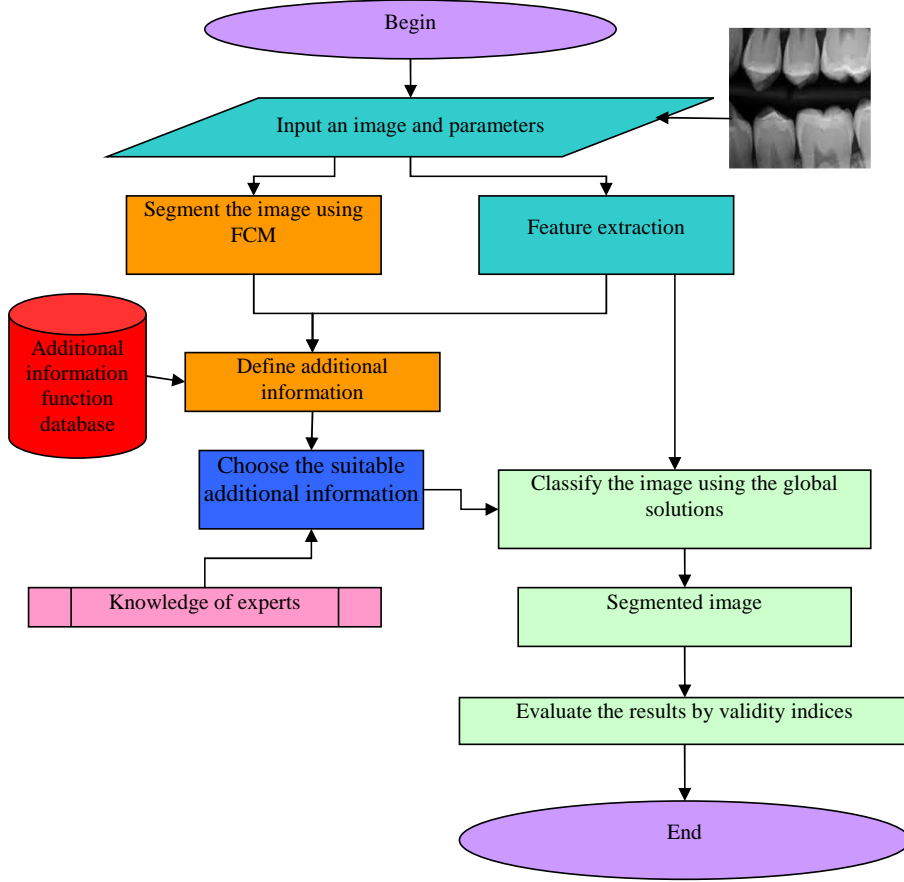 Begin
Input an image and parameters
Segment the image using
FCM
Feature extraction
Additional
information
function
database
Define additional
information
Choose the suitable
additional information
Classify the image using the global
solutions
Knowledge of experts
Segmented image
Evaluate the results by validity indices
End